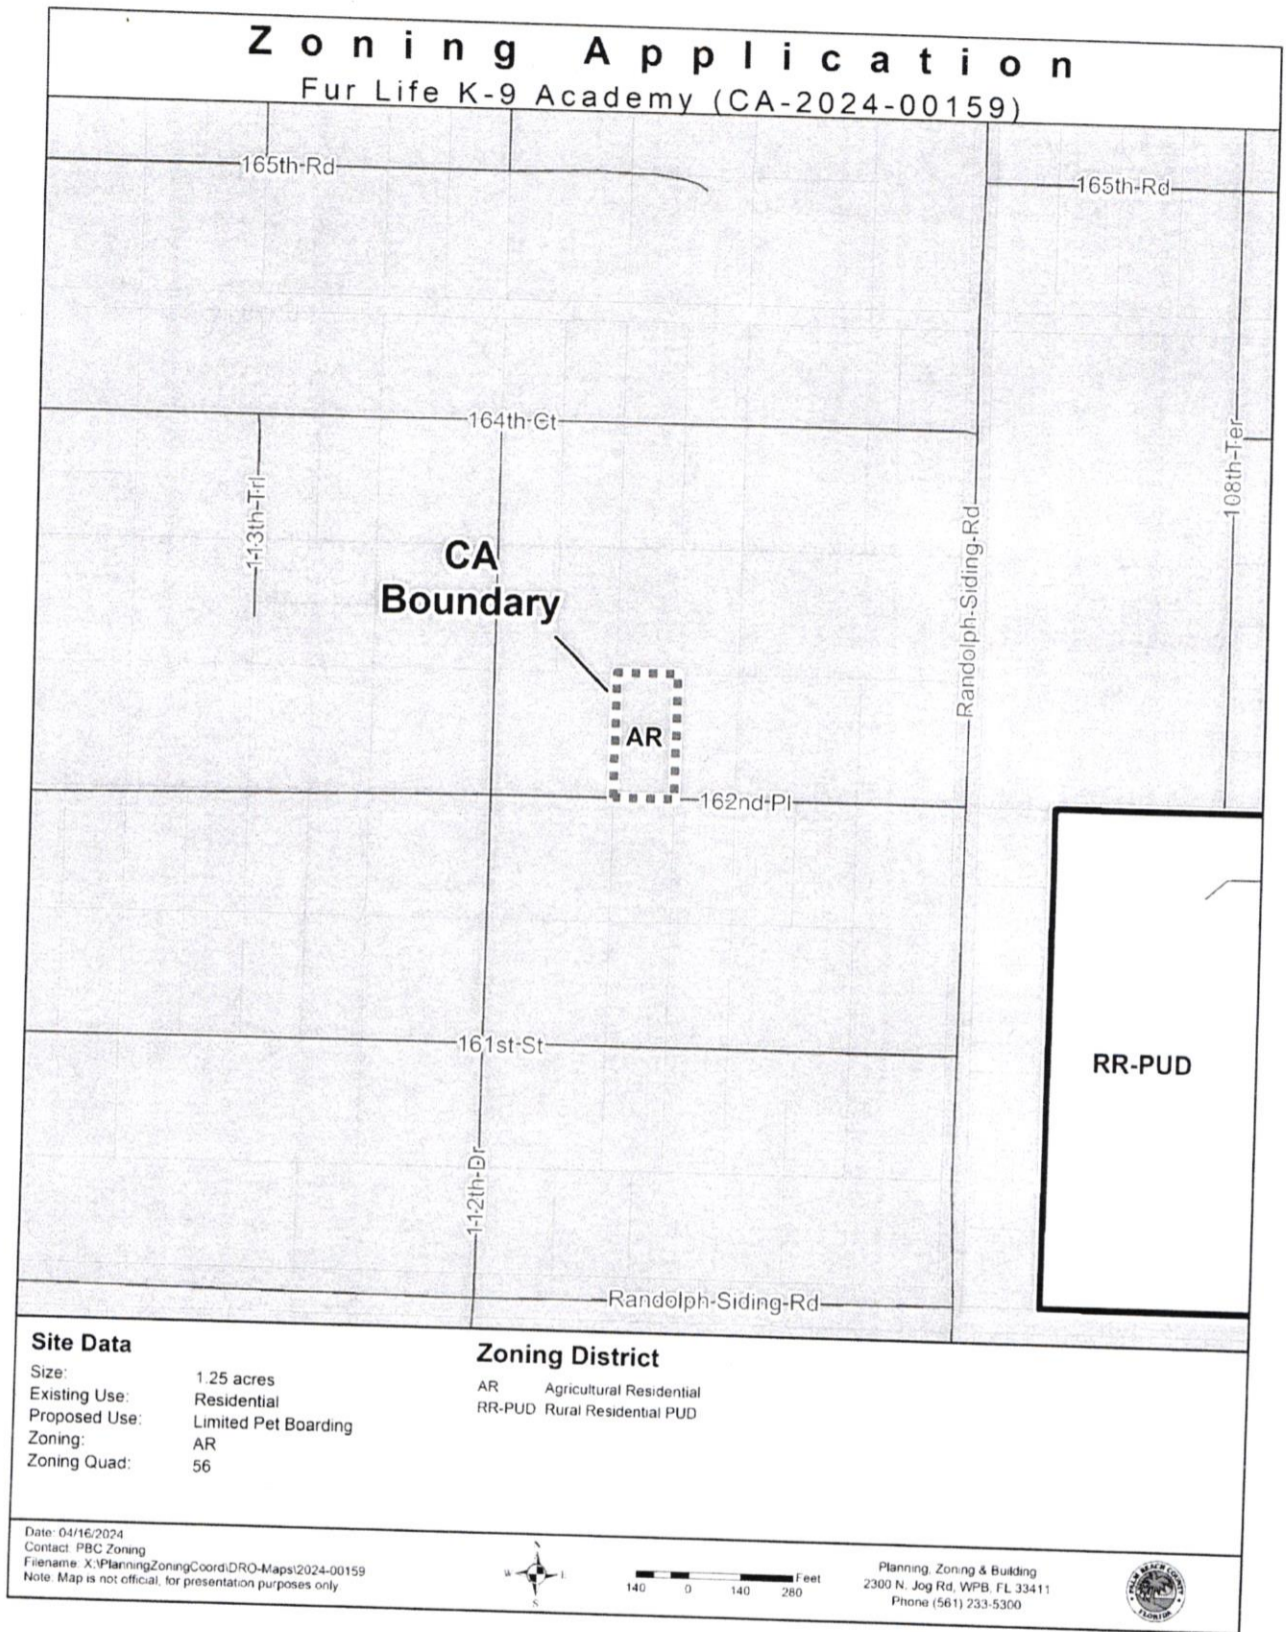 Zoning Application
Fur Life K-9 Academy (CA-2024-00159)
165th-Rd
165th-Rd
164th-Ct
113th-Trl
108th-Ter
Randolph-Siding-Rd
CA
Boundary
AR
162nd-Pl
161st-St
RR-PUD
112th-Dr
Randolph-Siding-Rd
Site Data
Size: 1.25 acres
Existing Use: Residential
Proposed Use: Limited Pet Boarding
Zoning: AR
Zoning Quad: 56
Zoning District
AR Agricultural Residential
RR-PUD Rural Residential PUD
Date: 04/16/2024
Contact: PBC Zoning
Filename: X:\PlanningZoningCoord\DRO-Maps\2024-00159
Note: Map is not official, for presentation purposes only
W E
S
Feet
140 0 140 280
Planning, Zoning & Building
2300 N. Jog Rd, WPB, FL 33411
Phone (561) 233-5300
PALM BEACH COUNTY
FLORIDA